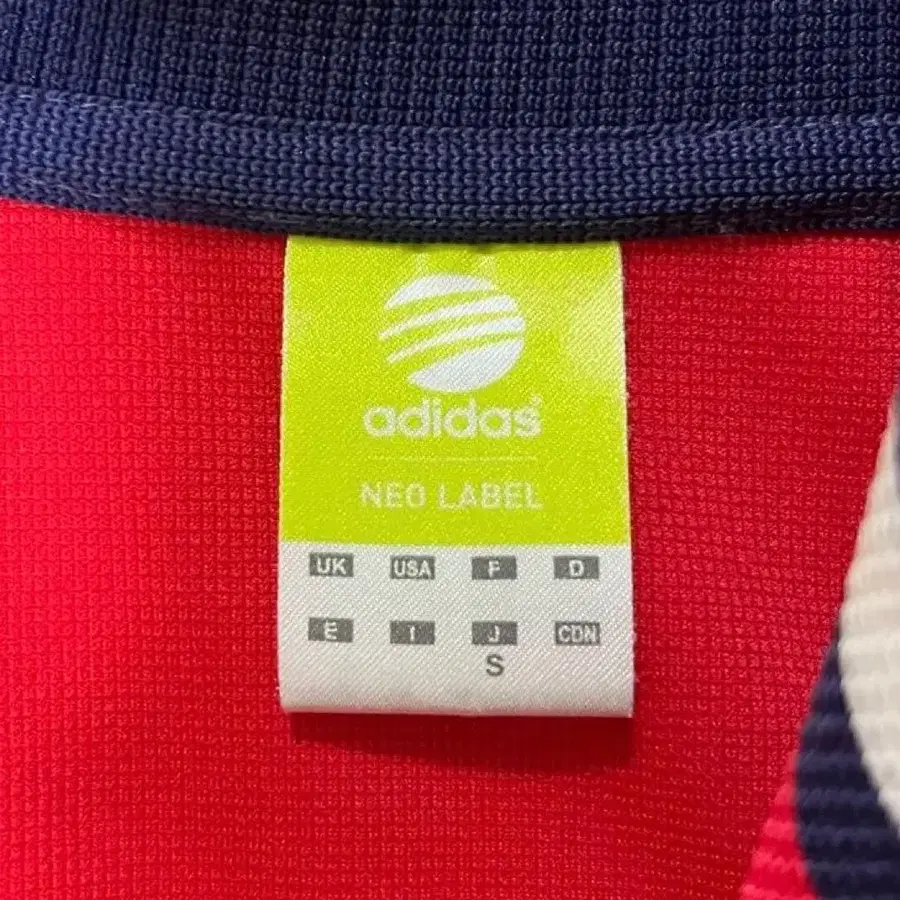 adidas®
NEO LABEL
UK USA F D
E I J CDN
S